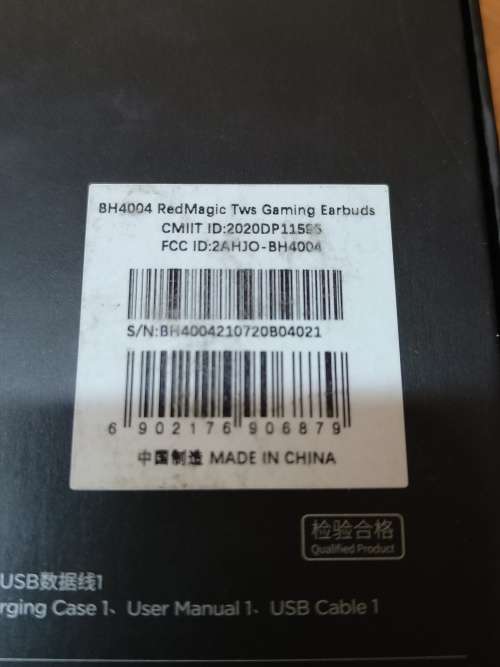 BH4004 RedMagic Tws Gaming Earbuds
CMIIT ID:
FCC ID:2AHJO-BH4004
S/N:BH4004210720B04021
6 902176 906879
中国制造 MADE IN CHINA
检验合格
Qualified Product
USB数据线1
Case 1、User Manual 1、USB Cable 1